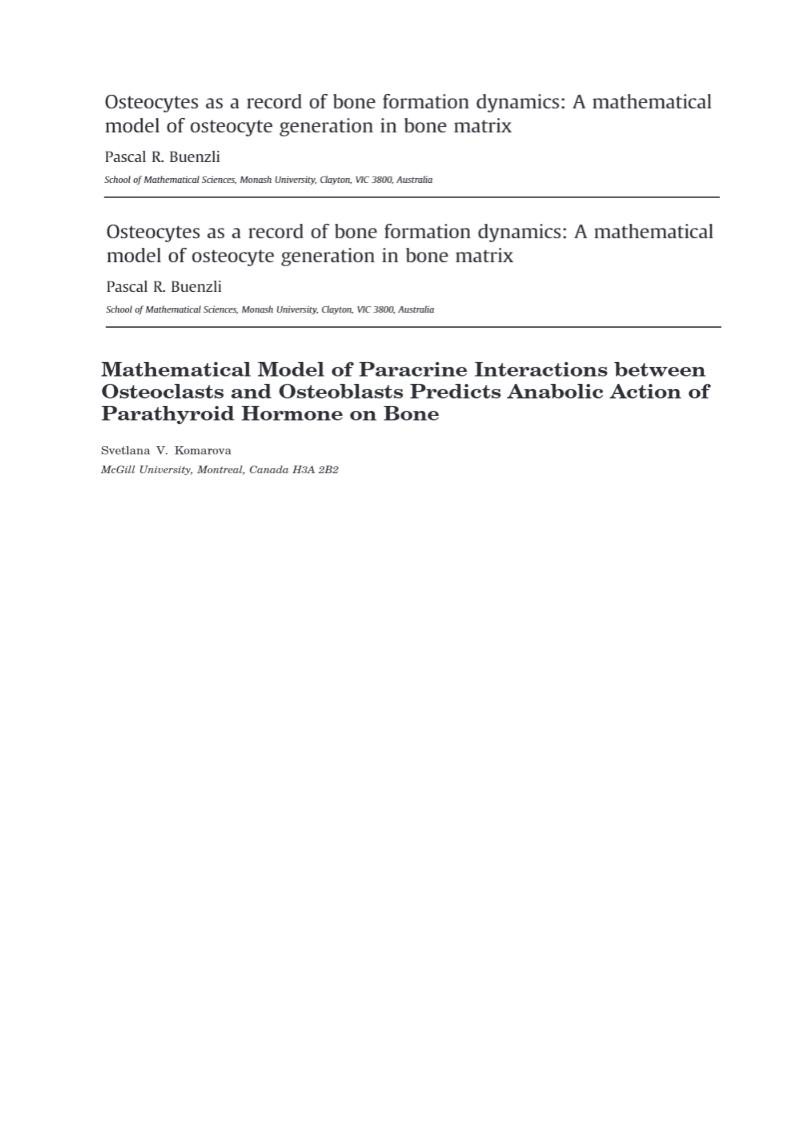 Osteocytes as a record of bone formation dynamics: A mathematical
model of osteocyte generation in bone matrix
Pascal R. Buenzli
School of Mathematical Sciences, Monash University, Clayton, VIC 3800, Australia
Osteocytes as a record of bone formation dynamics: A mathematical
model of osteocyte generation in bone matrix
Pascal R. Buenzli
School of Mathematical Sciences, Monash University, Clayton, VIC 3800, Australia
Mathematical Model of Paracrine Interactions between
Osteoclasts and Osteoblasts Predicts Anabolic Action of
Parathyroid Hormone on Bone
Svetlana V. Komarova
McGill University, Montreal, Canada H3A 2B2